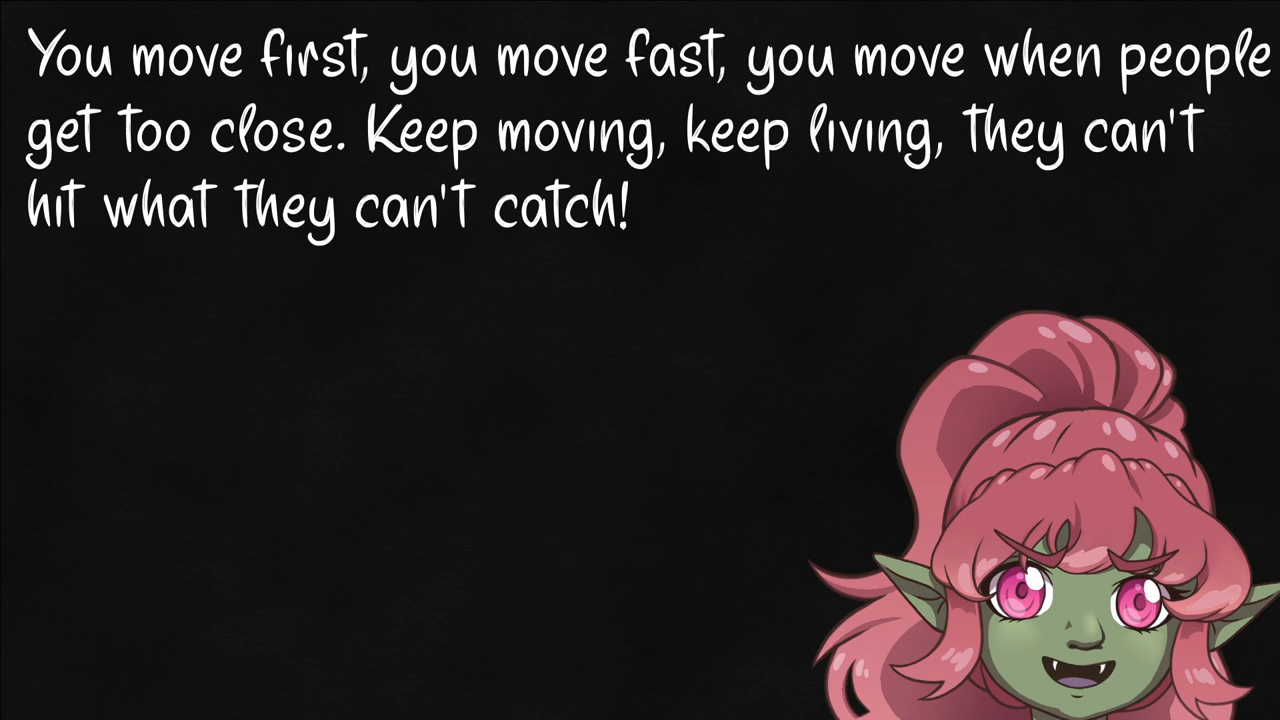 You move first, you move fast, you move when people
get too close. Keep moving, keep living, they can't
hit what they can't catch!